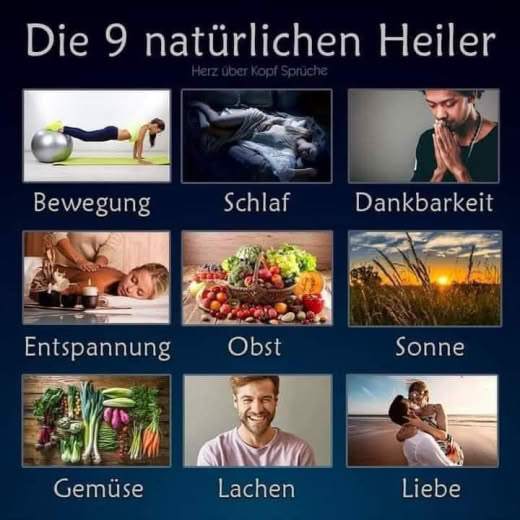 Die 9 natürlichen Heiler
Herz über Kopf Sprüche
Bewegung
Schlaf
Dankbarkeit
Entspannung
Obst
Sonne
Gemüse
Lachen
Liebe